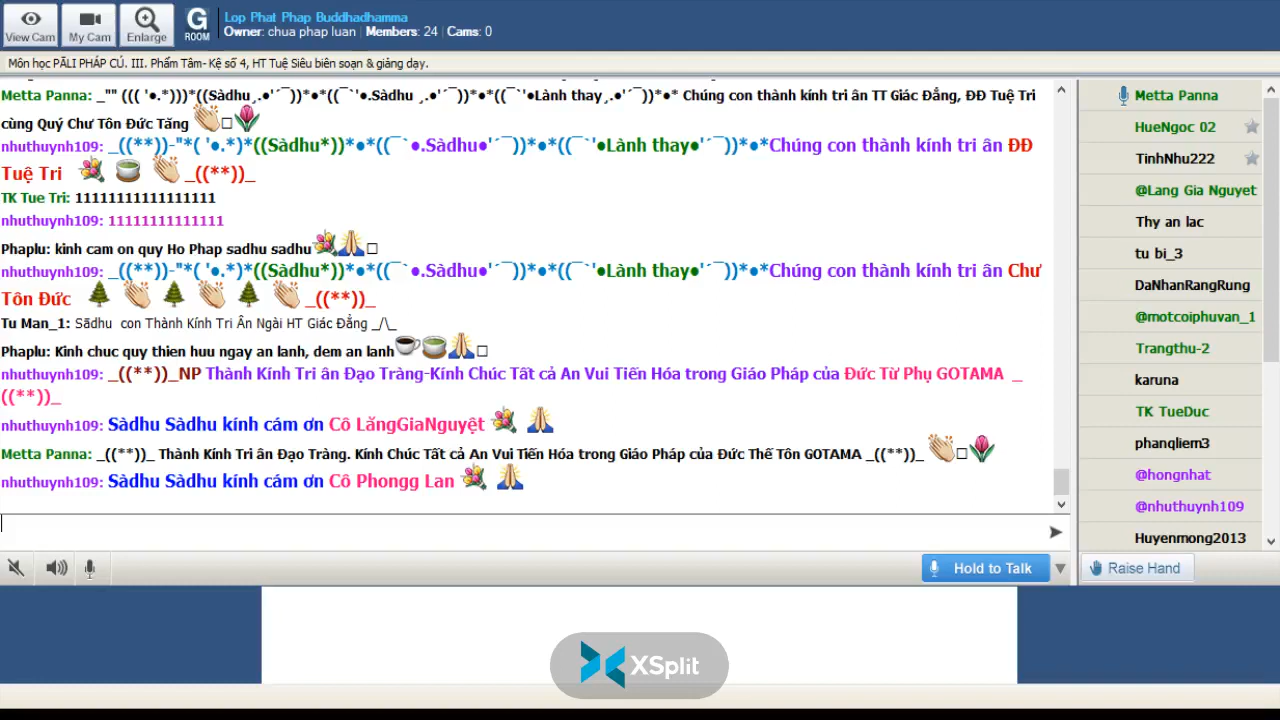 View Cam
My Cam
Enlarge
G
ROOM
Lop Phat Phap Buddhadhamma
Owner: chua phap luan | Members: 24 | Cams: 0
Môn học PĀLI PHÁP CÚ. III. Phẩm Tâm- Kệ số 4, HT Tuệ Siêu biên soạn & giảng dạy.
Metta Panna: _"" ((( '•.*)))*((Sàdhu¸.•'´¯))*•*((¯`'•.Sàdhu ¸.•'´¯))*•*((¯`'•Lành thay¸.•'´¯))*•* Chúng con thành kính tri ân TT Giác Đẳng, ĐĐ Tuệ Tri
cùng Quý Chư Tôn Đức Tăng 👏□🌷
nhuthuynh109: _((**))-"*( '•.*)*((Sàdhu*))*•*((¯`•.Sàdhu•'´¯))*•*((¯`'•Lành thay•'´¯))*•*Chúng con thành kính tri ân ĐĐ
Tuệ Tri 💐 🍵 👏 _((**))_
TK Tue Tri: 11111111111111111
nhuthuynh109: 11111111111111
Phaplu: kinh cam on quy Ho Phap sadhu sadhu💐🙏□
nhuthuynh109: _((**))-"*( '•.*)*((Sàdhu*))*•*((¯`•.Sàdhu•'´¯))*•*((¯`'•Lành thay•'´¯))*•*Chúng con thành kính tri ân Chư
Tôn Đức 🌲 👏 🌲 👏 🌲 👏 _((**))_
Tu Man_1: Sādhu con Thành Kính Tri Ân Ngài HT Giác Đẳng _/\_
Phaplu: Kinh chuc quy thien huu ngay an lanh, dem an lanh☕🍵🙏□
nhuthuynh109: _((**))_NP Thành Kính Tri ân Đạo Tràng-Kính Chúc Tất cả An Vui Tiến Hóa trong Giáo Pháp của Đức Từ Phụ GOTAMA _
((**))_
nhuthuynh109: Sàdhu Sàdhu kính cám ơn Cô LẳngGiaNguyệt 💐 🙏
Metta Panna: _((**))_ Thành Kính Tri ân Đạo Tràng. Kính Chúc Tất cả An Vui Tiến Hóa trong Giáo Pháp của Đức Thế Tôn GOTAMA _((**))_ 👏□🌷
nhuthuynh109: Sàdhu Sàdhu kính cám ơn Cô Phongg Lan 💐 🙏
Metta Panna
HueNgoc 02
TinhNhu222
@Lang Gia Nguyet
Thy an lac
tu bi_3
DaNhanRangRung
@motcoiphuvan_1
Trangthu-2
karuna
TK TueDuc
phanqliem3
@hongnhat
@nhuthuynh109
Huyenmong2013
Hold to Talk
Raise Hand
XSplit